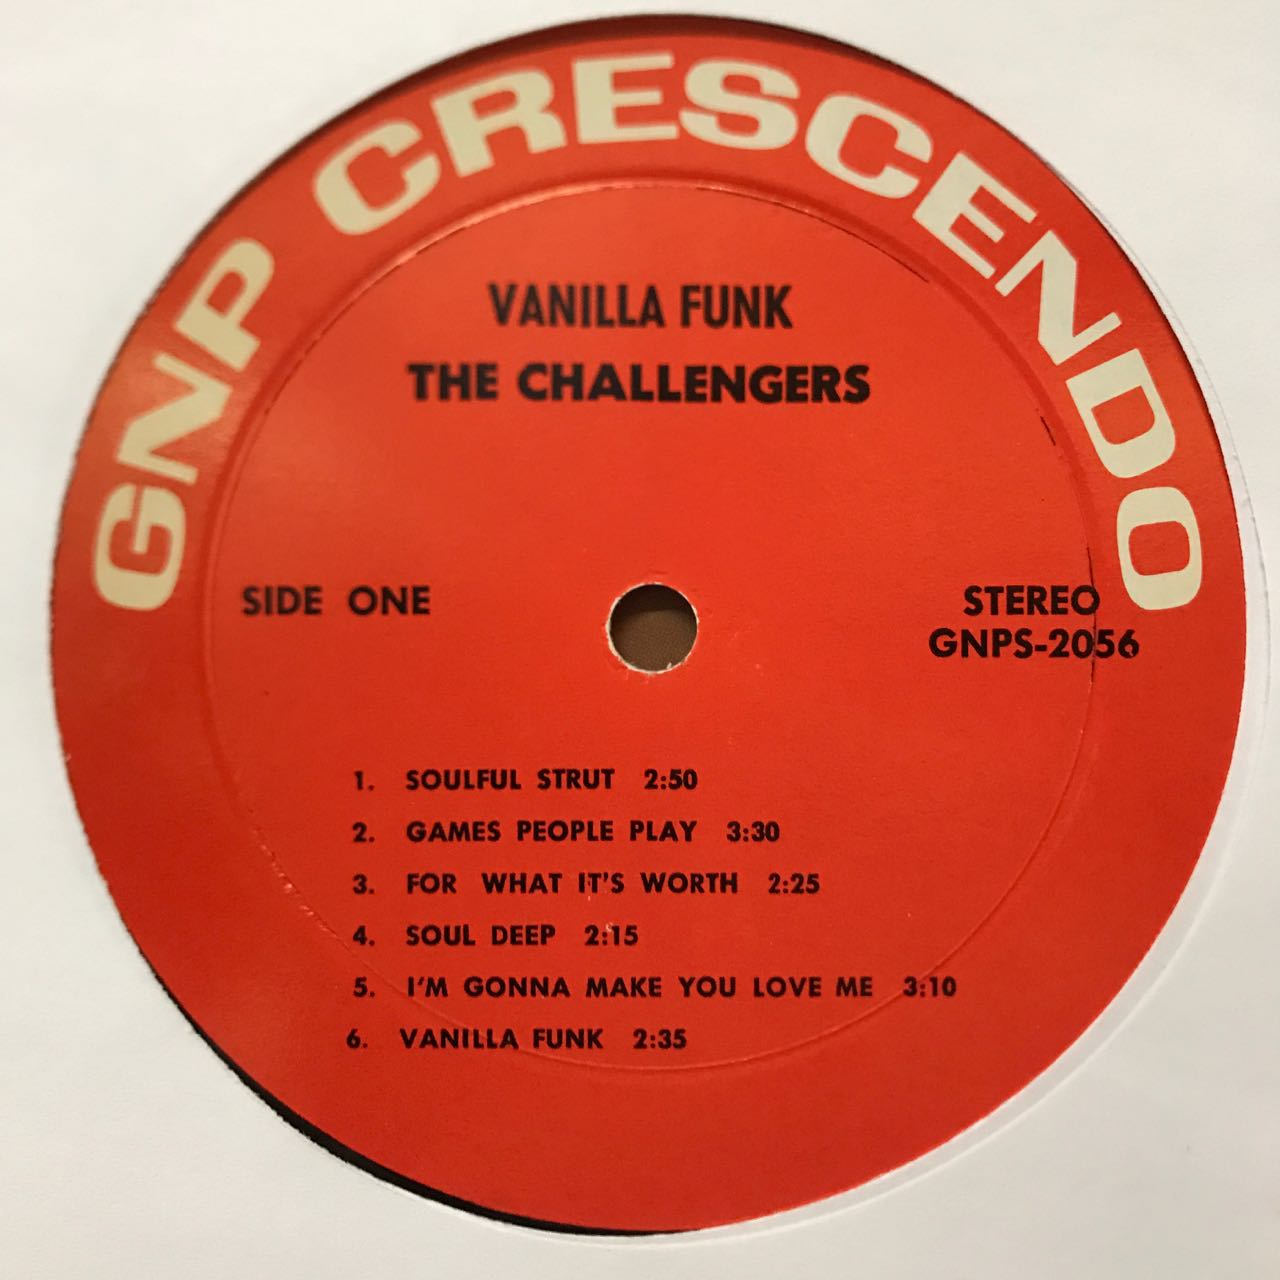 GNP CRESCENDO
VANILLA FUNK
THE CHALLENGERS
SIDE ONE
STEREO
GNPS-2056
1. SOULFUL STRUT 2:50
2. GAMES PEOPLE PLAY 3:30
3. FOR WHAT IT'S WORTH 2:25
4. SOUL DEEP 2:15
5. I'M GONNA MAKE YOU LOVE ME 3:10
6. VANILLA FUNK 2:35